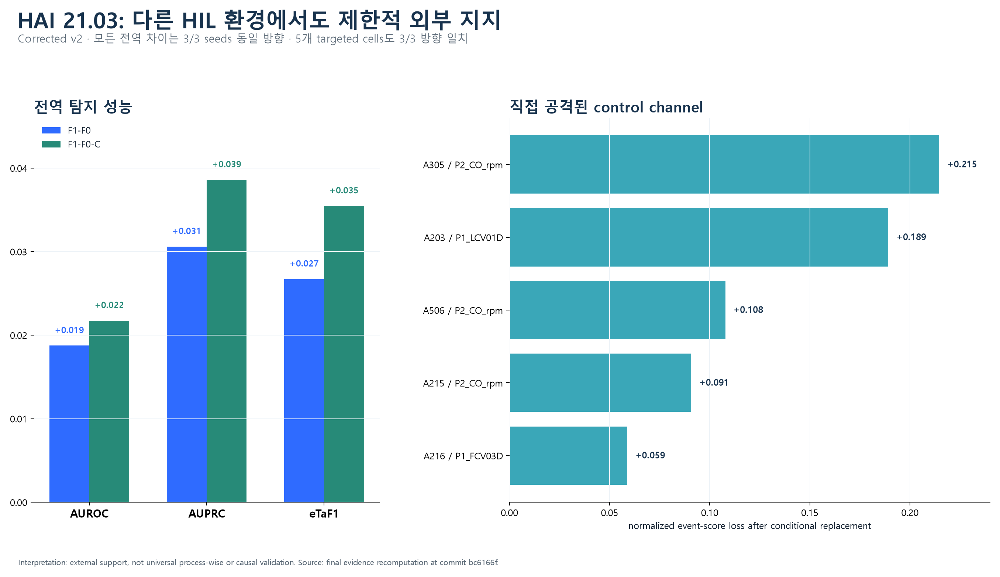 HAI 21.03: 다른 HIL 환경에서도 제한적 외부 지지
Corrected v2 · 모든 전역 차이는 3/3 seeds 동일 방향 · 5개 targeted cells도 3/3 방향 일치
전역 탐지 성능
F1-F0
F1-F0-C
0.04
0.03
0.02
0.01
0.00
+0.019
+0.022
+0.031
+0.039
+0.027
+0.035
AUROC
AUPRC
eTaF1
직접 공격된 control channel
A305 / P2_CO_rpm
+0.215
A203 / P1_LCV01D
+0.189
A506 / P2_CO_rpm
+0.108
A215 / P2_CO_rpm
+0.091
A216 / P1_FCV03D
+0.059
0.00
0.05
0.10
0.15
0.20
normalized event-score loss after conditional replacement
Interpretation: external support, not universal process-wise or causal validation. Source: final evidence recomputation at commit bc6166f.